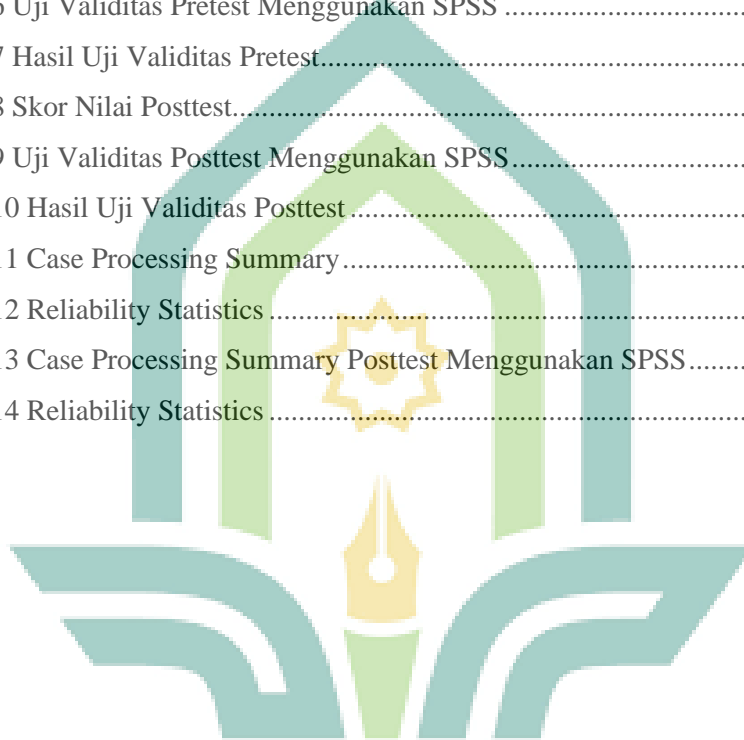 6 Uji Validitas Pretest Menggunakan SPSS ..........................................
7 Hasil Uji Validitas Pretest..........................................................................
8 Skor Nilai Posttest.......................................................................................
9 Uji Validitas Posttest Menggunakan SPSS.........................................
10 Hasil Uji Validitas Posttest ......................................................................
11 Case Processing Summary.......................................................................
12 Reliability Statistics ..................................................................................
13 Case Processing Summary Posttest Menggunakan SPSS..........
14 Reliability Statistics ..................................................................................